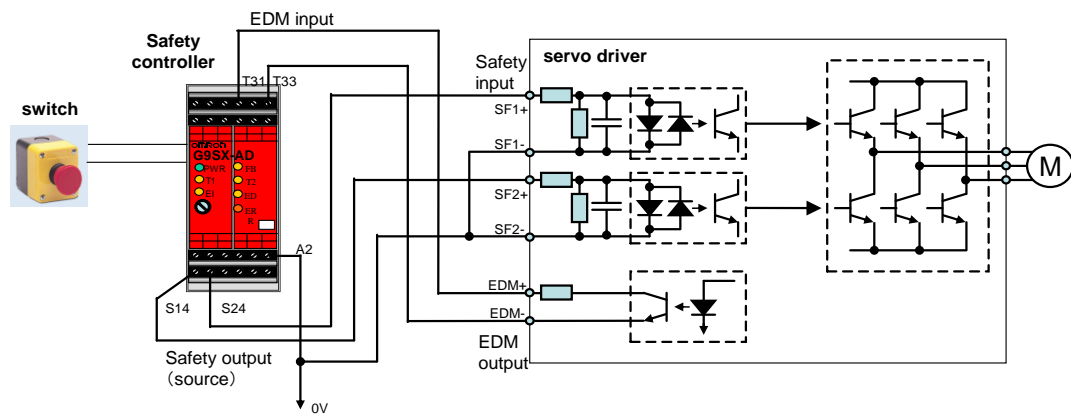 EDM input
Safety
controller
T31 T33
switch
omron
G9SX-AD
PWR FB
T1 T2
EI ED
ER
R
A2
S14 S24
Safety output
(source）
0V
servo driver
Safety
input
SF1+
SF1-
SF2+
SF2-
EDM+
EDM-
EDM
output
M